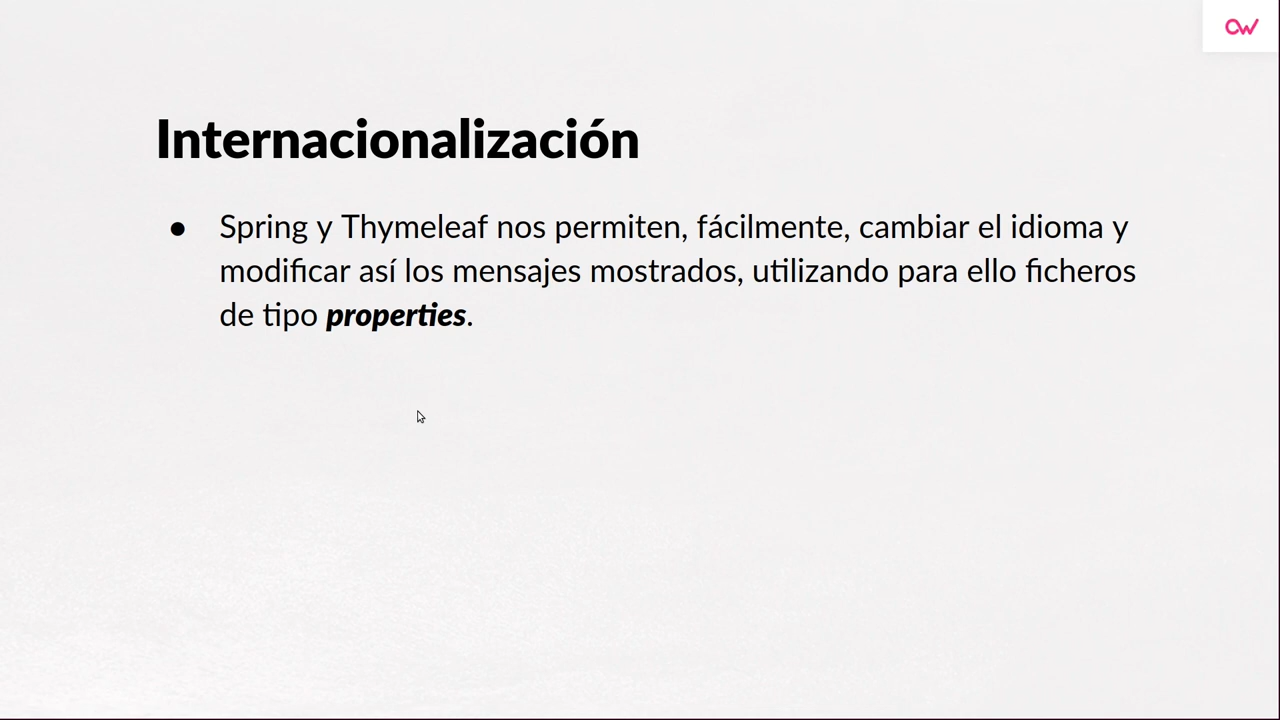 Internacionalización
● Spring y Thymeleaf nos permiten, fácilmente, cambiar el idioma y
modificar así los mensajes mostrados, utilizando para ello ficheros
de tipo properties.